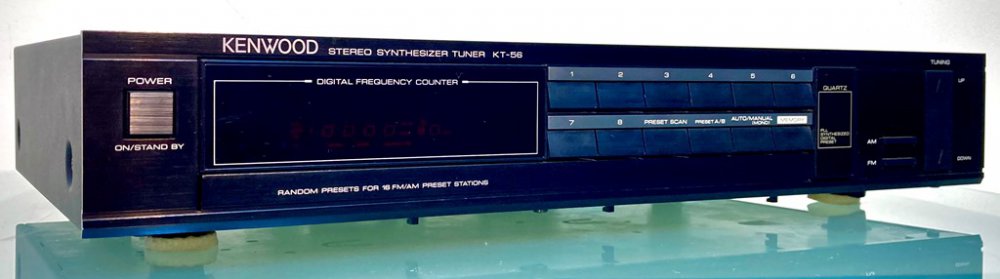 KENWOOD STEREO SYNTHESIZER TUNER KT-56
POWER
ON/STAND BY
DIGITAL FREQUENCY COUNTER
RANDOM PRESETS FOR 16 FM/AM PRESET STATIONS
1 2 3 4 5 6
7 8 PRESET SCAN PRESET A/B AUTO/MANUAL (MONO) MEMORY
QUARTZ
PLL
SYNTHESIZED
DIGITAL
PRESET
TUNING
UP
AM
FM
DOWN